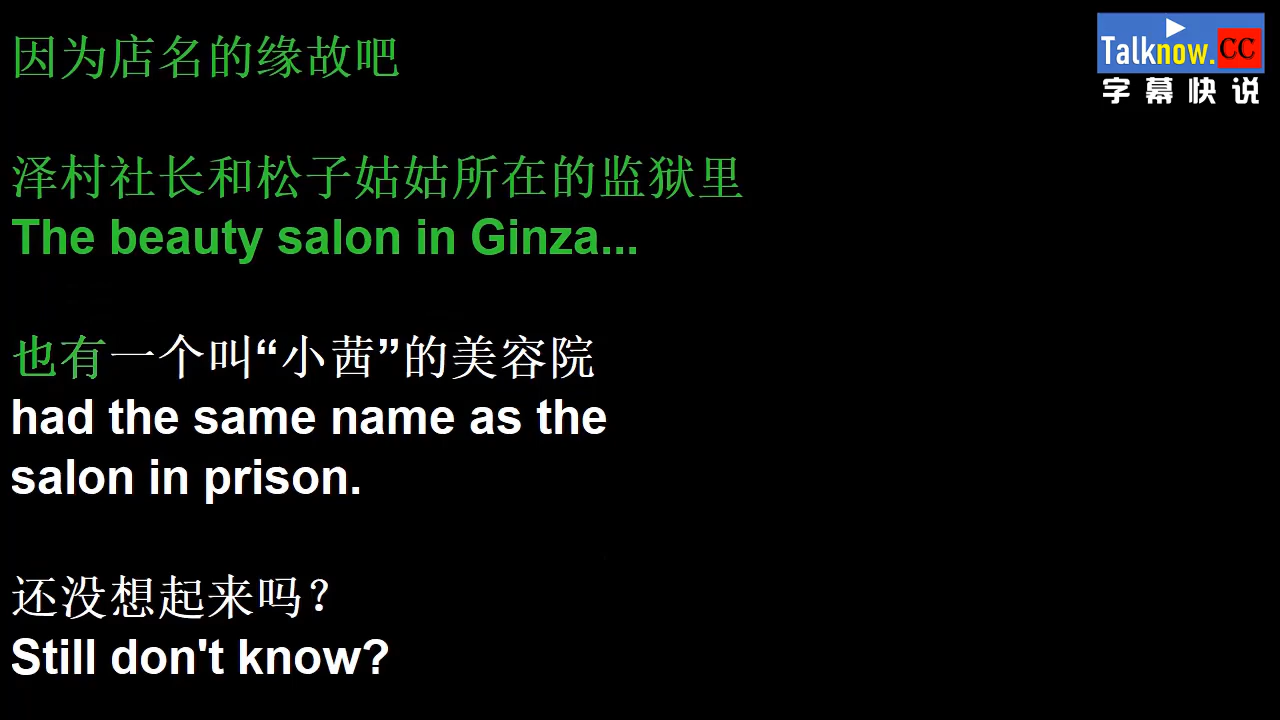 因为店名的缘故吧
泽村社长和松子姑姑所在的监狱里
The beauty salon in Ginza...
也有一个叫“小茜”的美容院
had the same name as the
salon in prison.
还没想起来吗？
Still don't know?
Talknow.CC
字幕快说